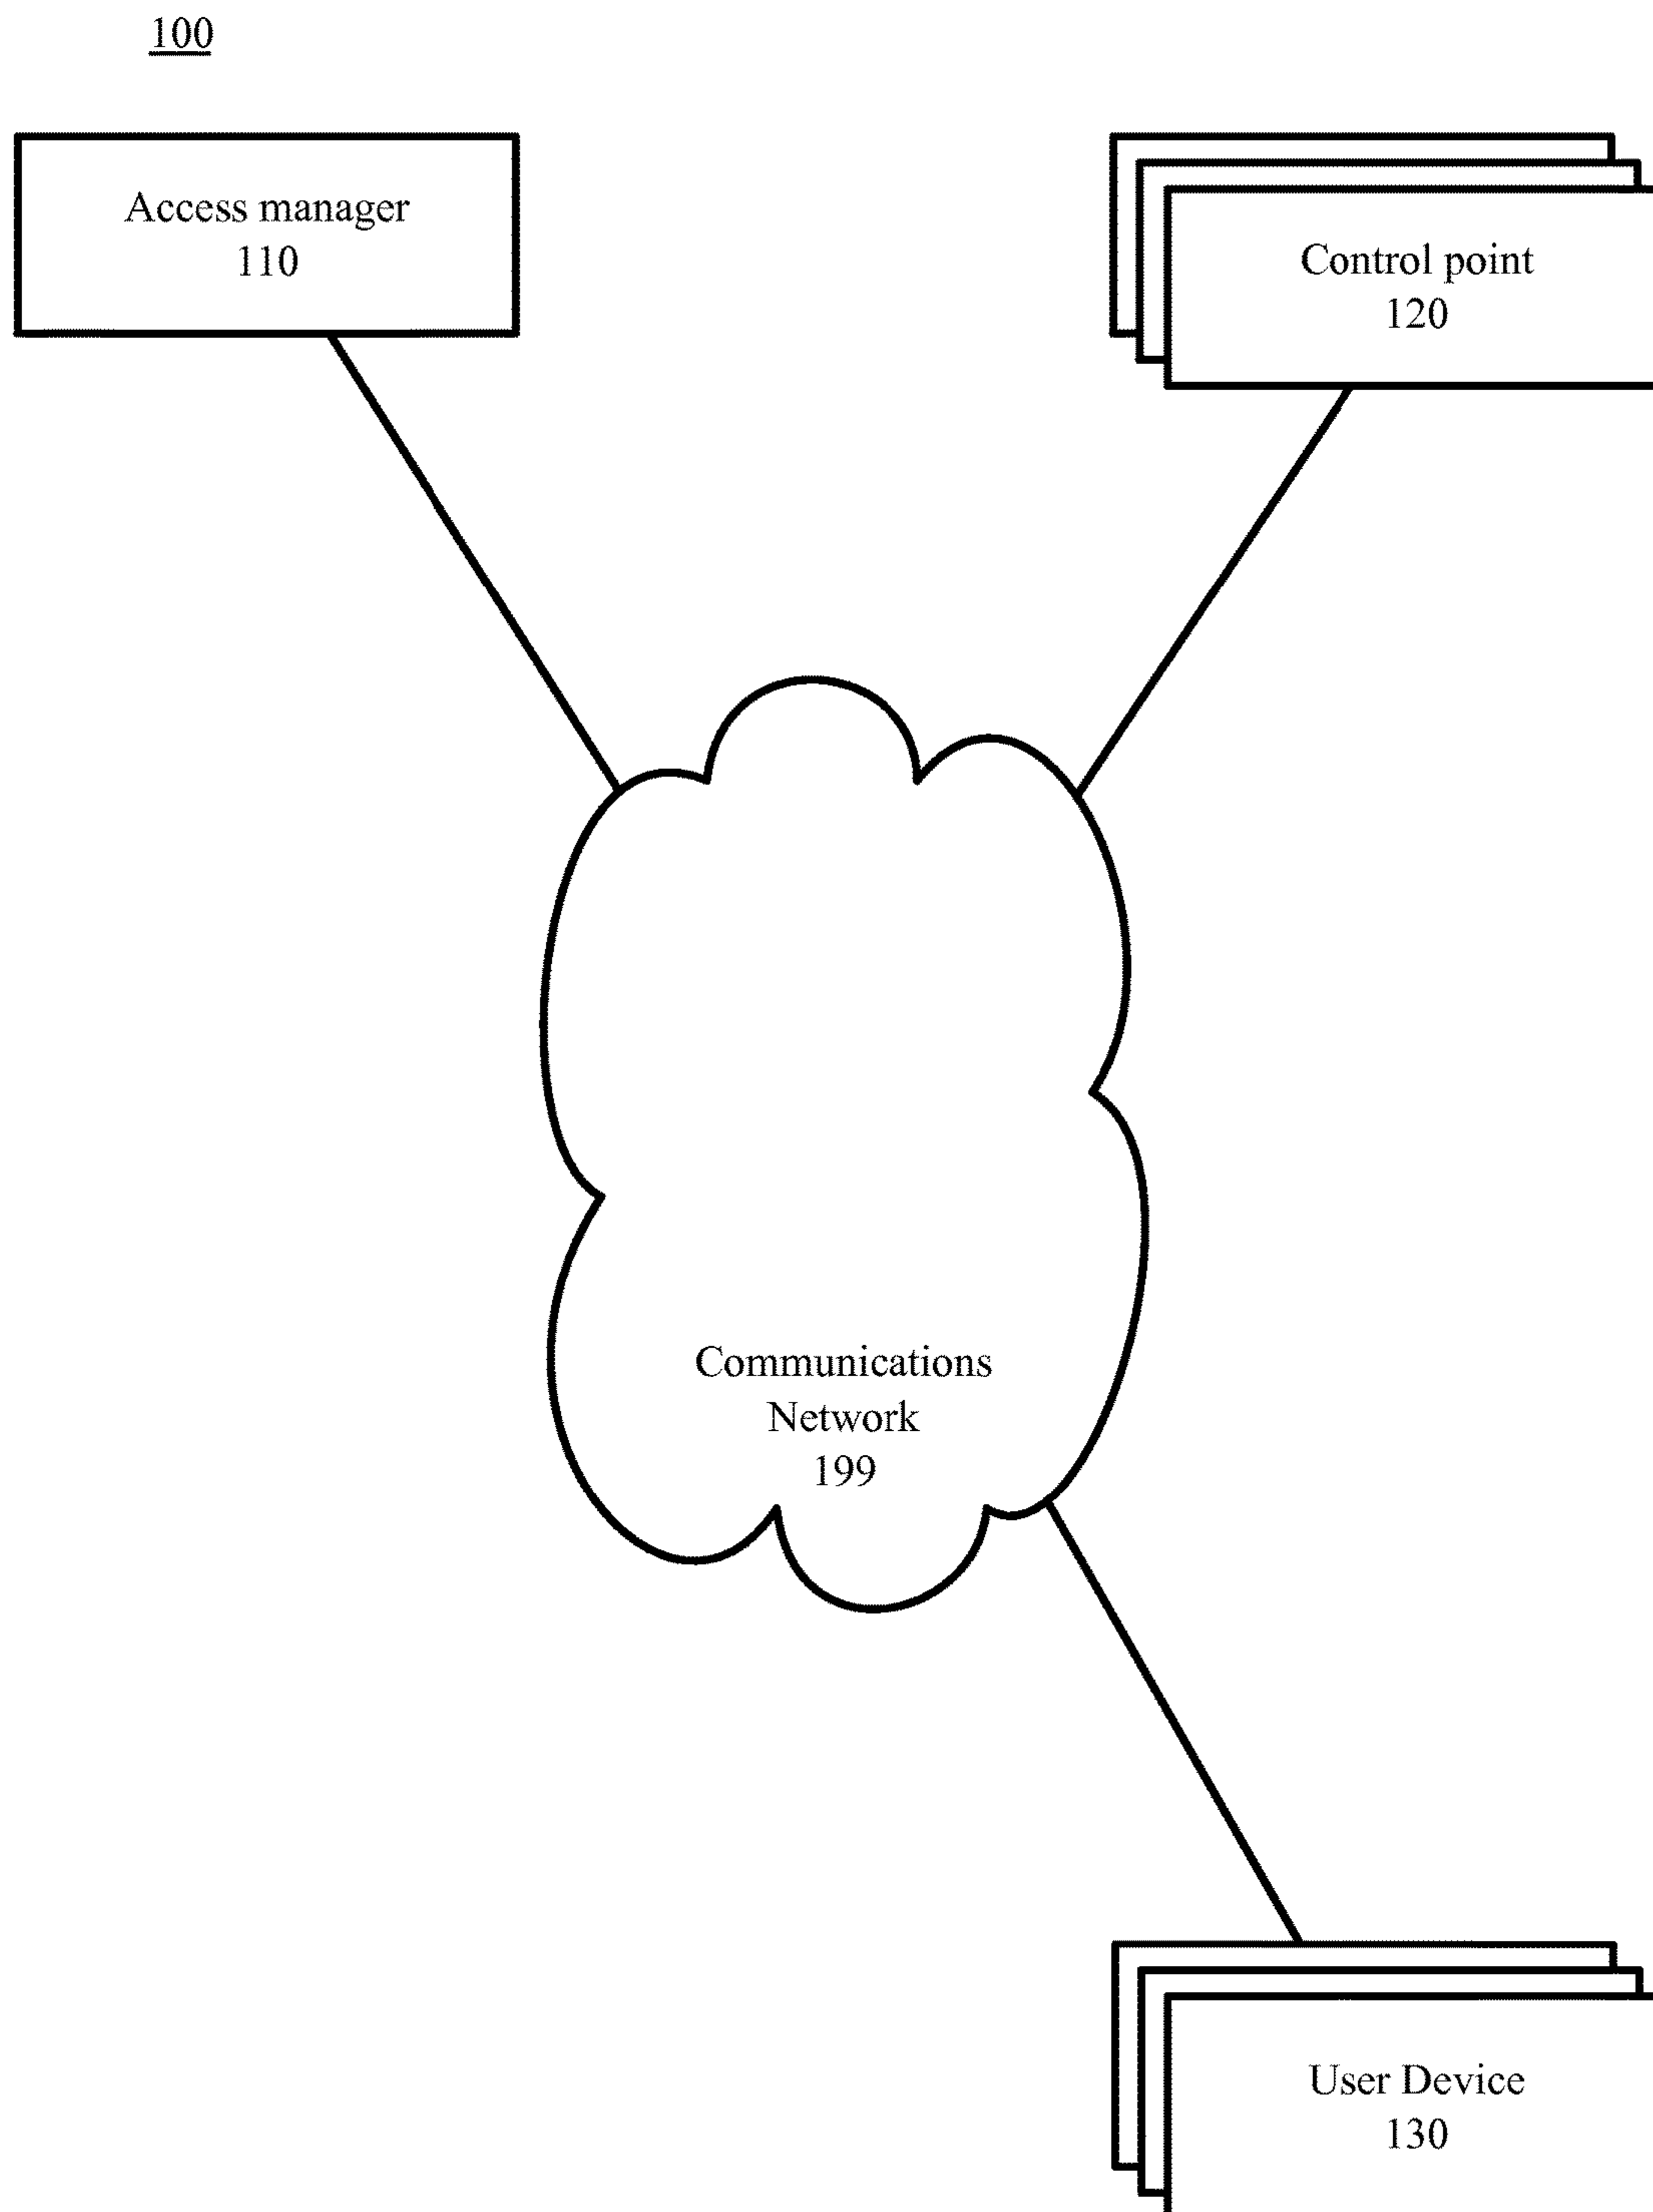 100
Access manager
110
Control point
120
Communications
Network
199
User Device
130